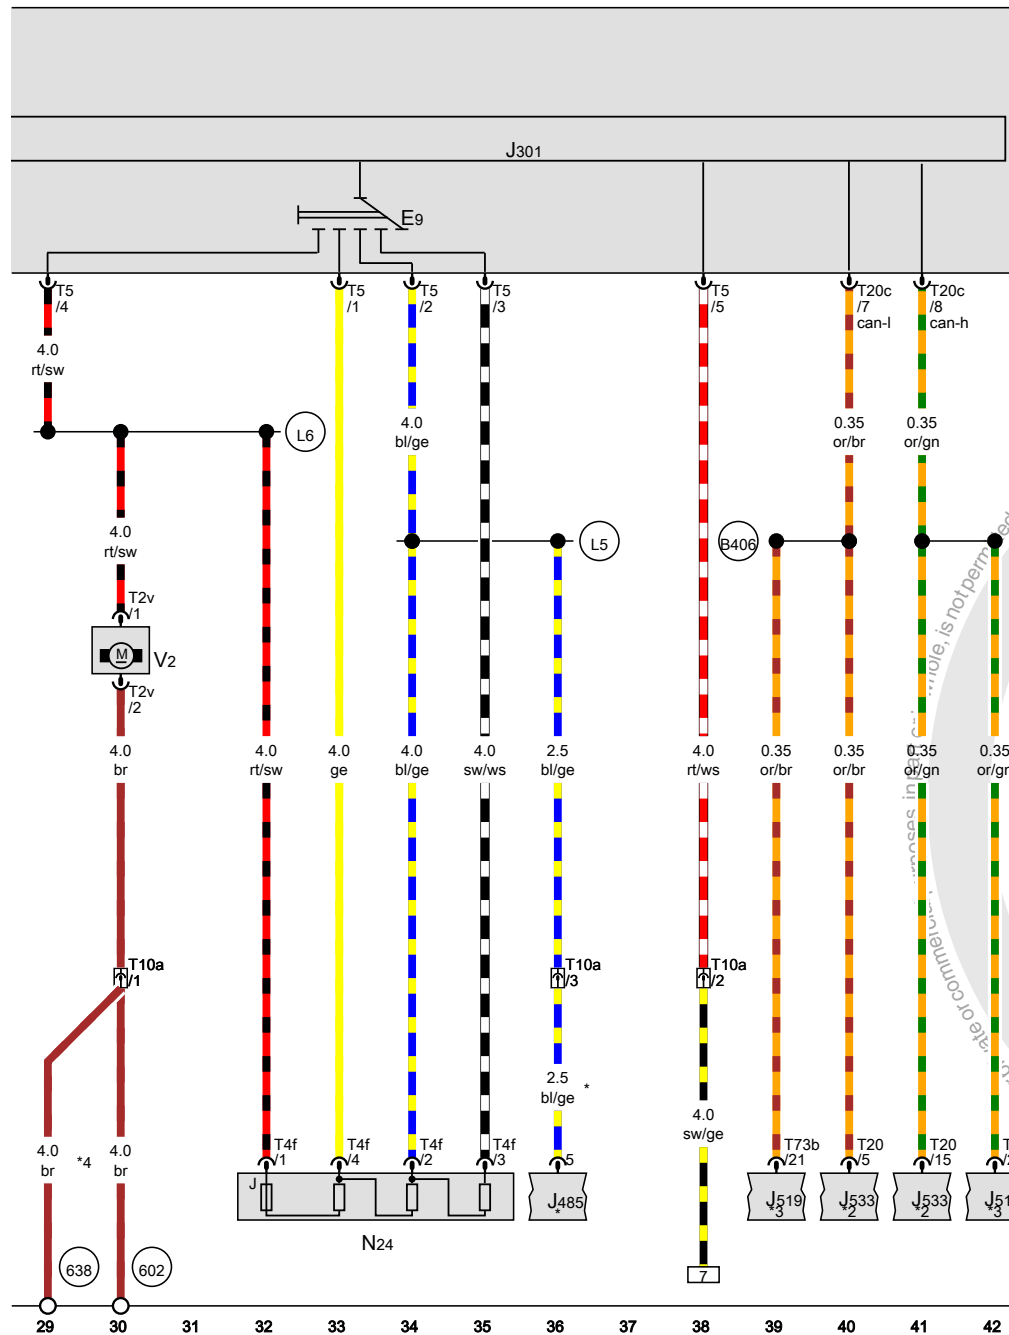 J301
E9
T5 /4
T5 /1
T5 /2
T5 /3
T5 /5
T20c /7 can-l
T20c /8 can-h
4.0 rt/sw
4.0 bl/ge
0.35 or/br
0.35 or/gn
L6
4.0 rt/sw
L5
B406
T2v /1
M
V2
T2v /2
4.0 br
4.0 rt/sw
4.0 ge
4.0 bl/ge
4.0 sw/ws
2.5 bl/ge
4.0 rt/ws
0.35 or/br
0.35 or/br
0.35 or/gn
0.35 or/gn
T10a /1
T10a /3
T10a /2
2.5 bl/ge *
4.0 sw/ge
4.0 br
*4
4.0 br
T4f /1
T4f /4
T4f /2
T4f /3
5
T73b /21
T20 /5
T20 /15
J
J485 *
J519 *3
J533 *2
J533 *2
*3
N24
638
602
7
29 30 31 32 33 34 35 36 37 38 39 40 41 42